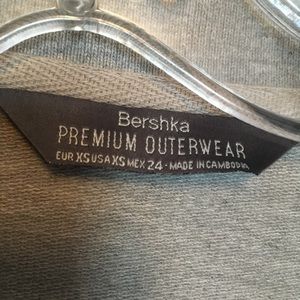 Bershka
PREMIUM OUTERWEAR
EUR XS USA XS MEX 24 - MADE IN CAMBODIA